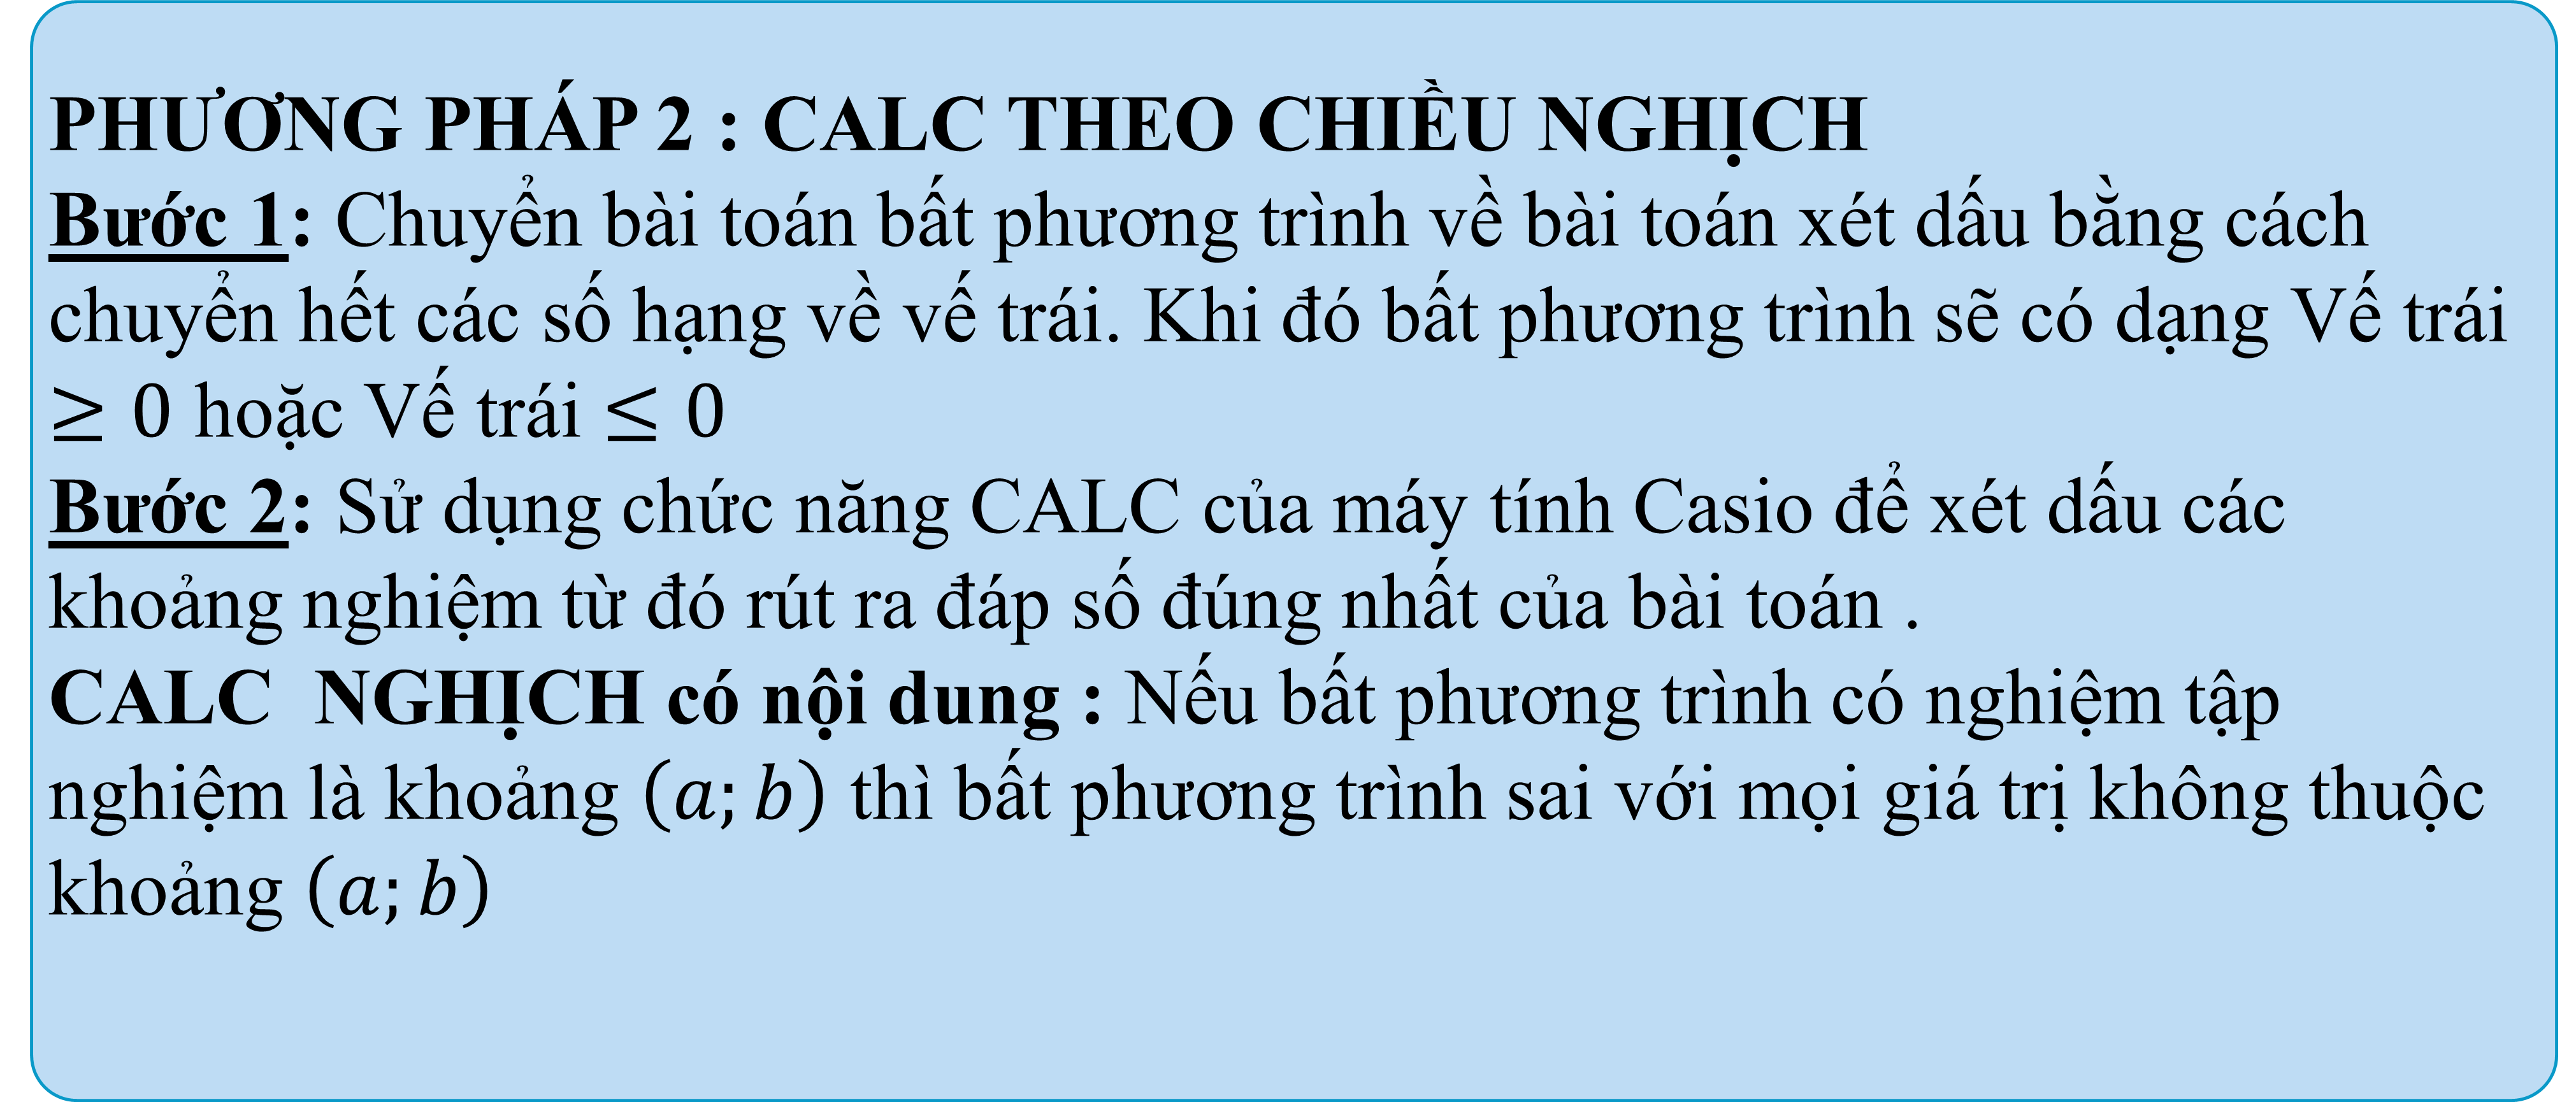 PHƯƠNG PHÁP 2 : CALC THEO CHIỀU NGHỊCH
Bước 1: Chuyển bài toán bất phương trình về bài toán xét dấu bằng cách
chuyển hết các số hạng về vế trái. Khi đó bất phương trình sẽ có dạng Vế trái
≥ 0 hoặc Vế trái ≤ 0
Bước 2: Sử dụng chức năng CALC của máy tính Casio để xét dấu các
khoảng nghiệm từ đó rút ra đáp số đúng nhất của bài toán .
CALC NGHỊCH có nội dung : Nếu bất phương trình có nghiệm tập
nghiệm là khoảng (a; b) thì bất phương trình sai với mọi giá trị không thuộc
khoảng (a; b)